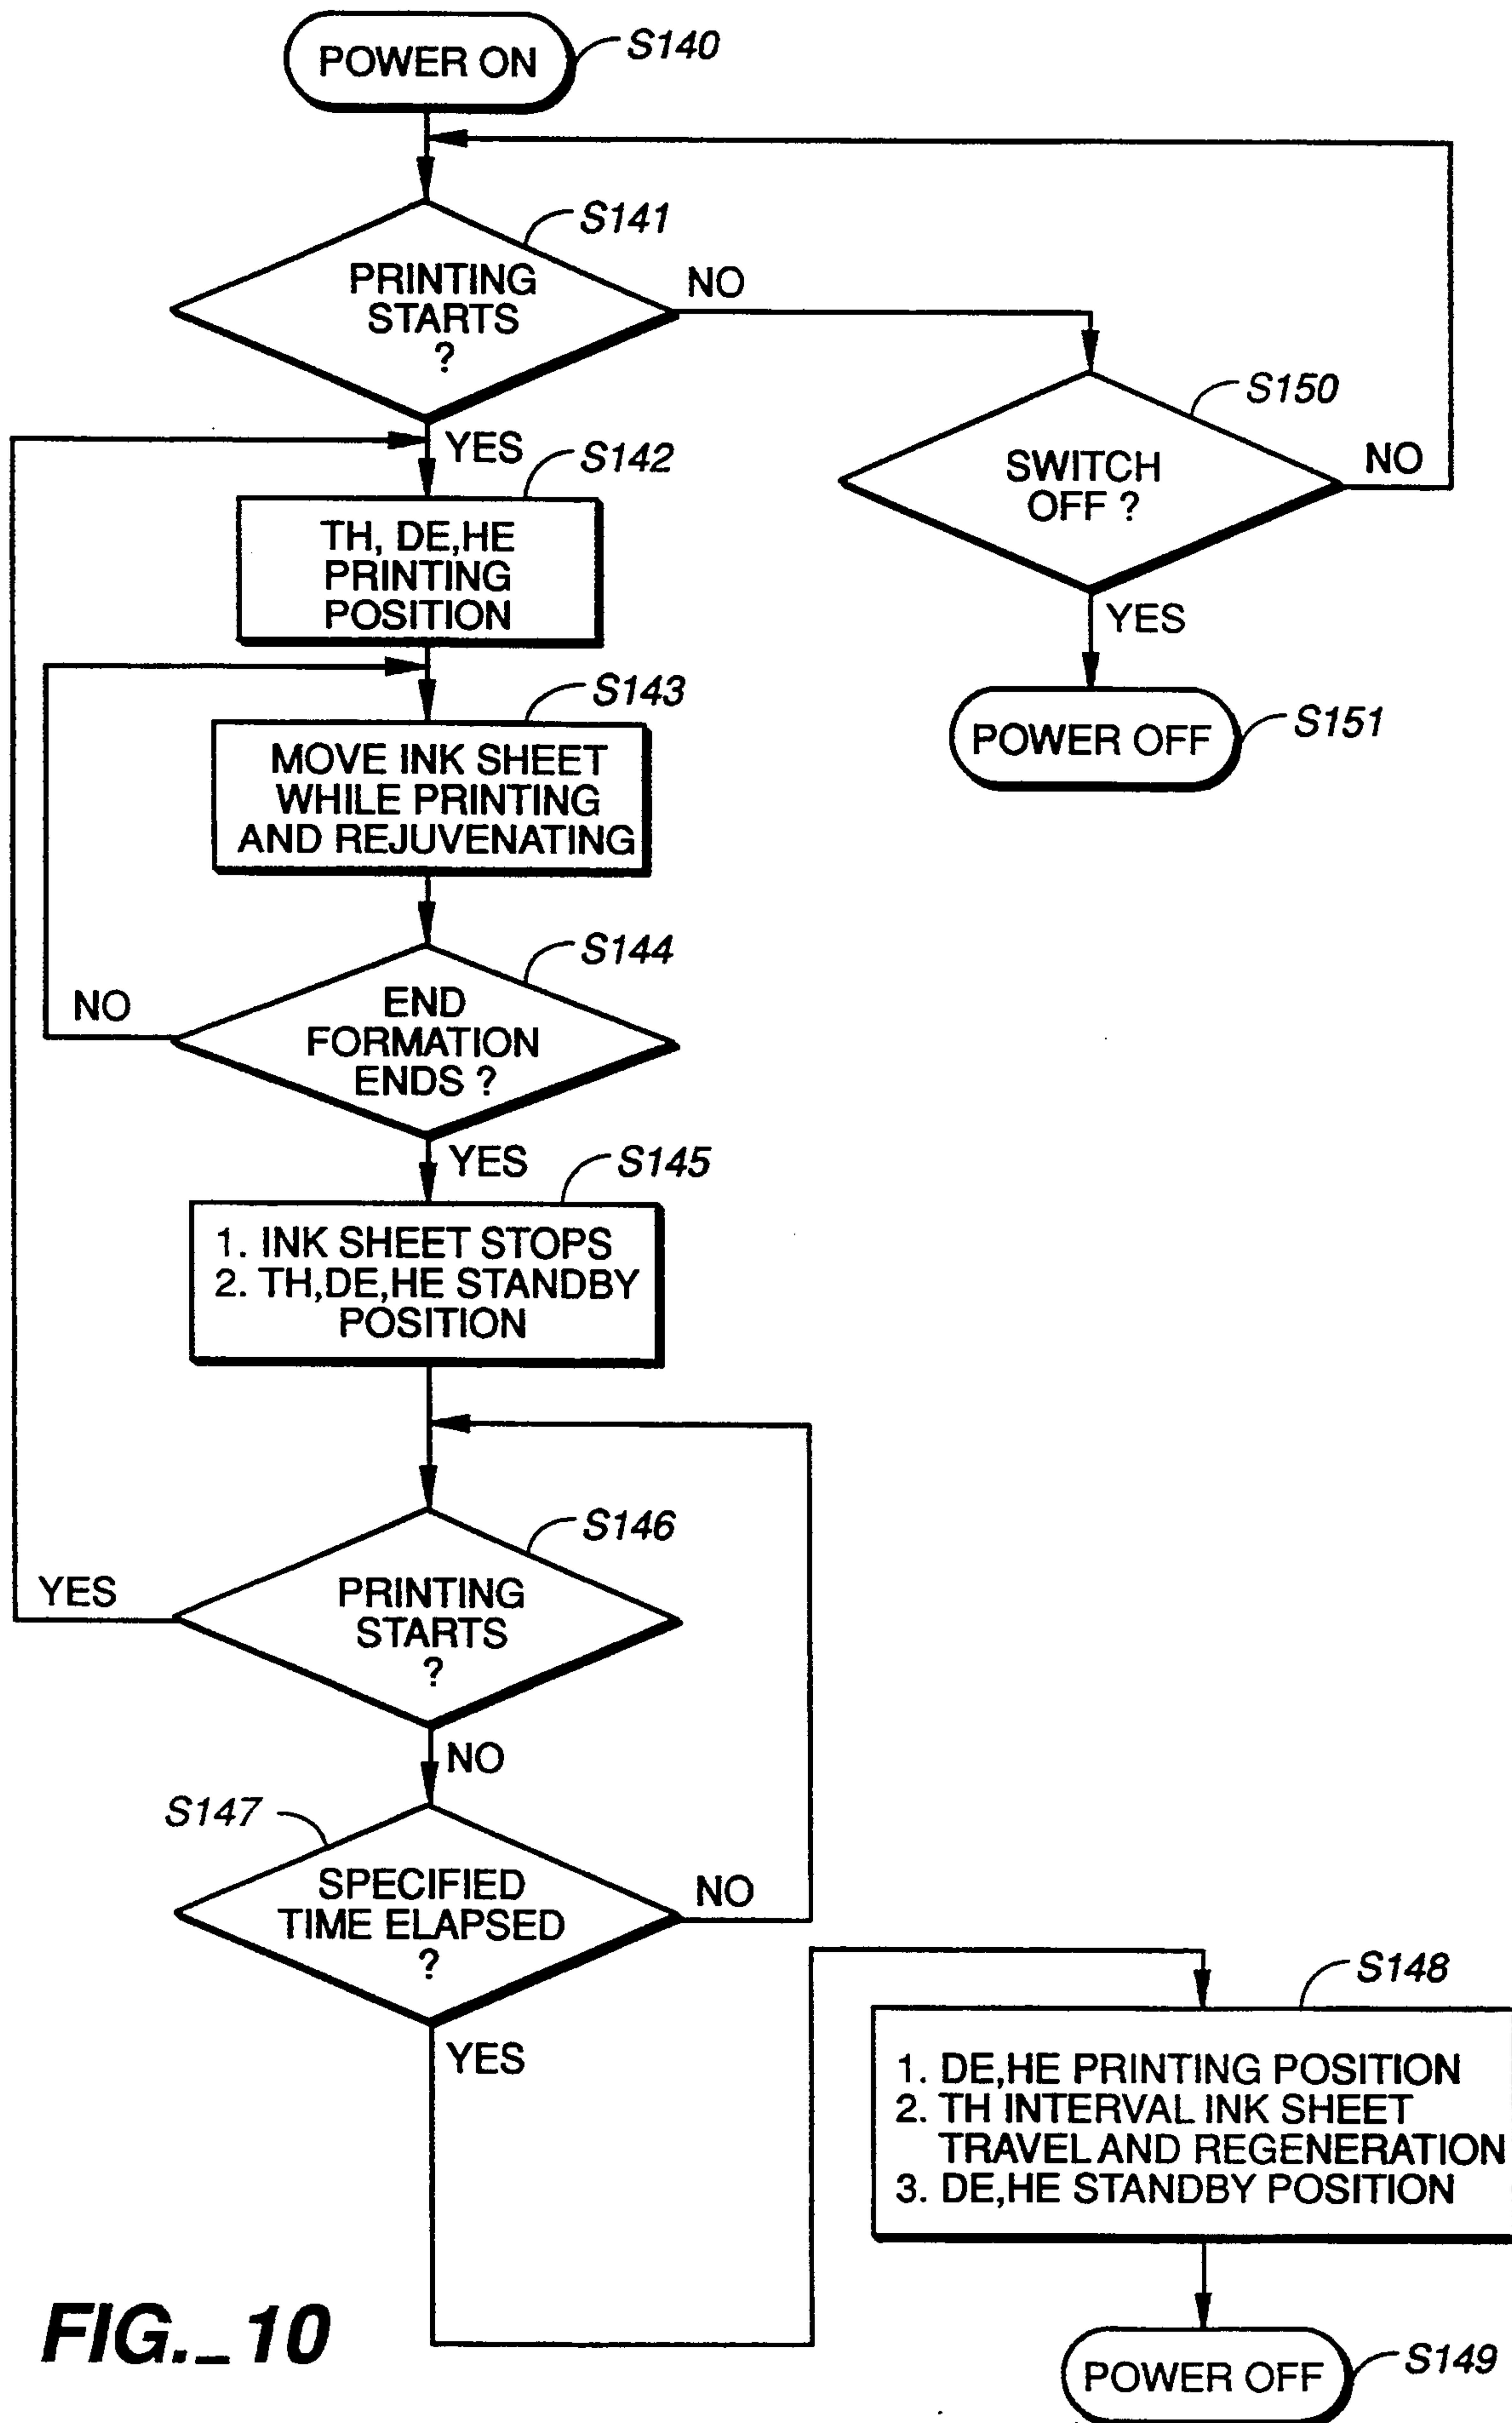 POWER ON
S140
S141
PRINTING
STARTS
?
NO
YES
S150
SWITCH
OFF ?
NO
YES
POWER OFF
S151
S142
TH, DE,HE
PRINTING
POSITION
S143
MOVE INK SHEET
WHILE PRINTING
AND REJUVENATING
S144
END
FORMATION
ENDS ?
NO
YES
S145
1. INK SHEET STOPS
2. TH,DE,HE STANDBY
POSITION
S146
PRINTING
STARTS
?
YES
NO
S147
SPECIFIED
TIME ELAPSED
?
NO
YES
S148
1. DE,HE PRINTING POSITION
2. TH INTERVAL INK SHEET
TRAVEL AND REGENERATION
3. DE,HE STANDBY POSITION
POWER OFF
S149
FIG._10